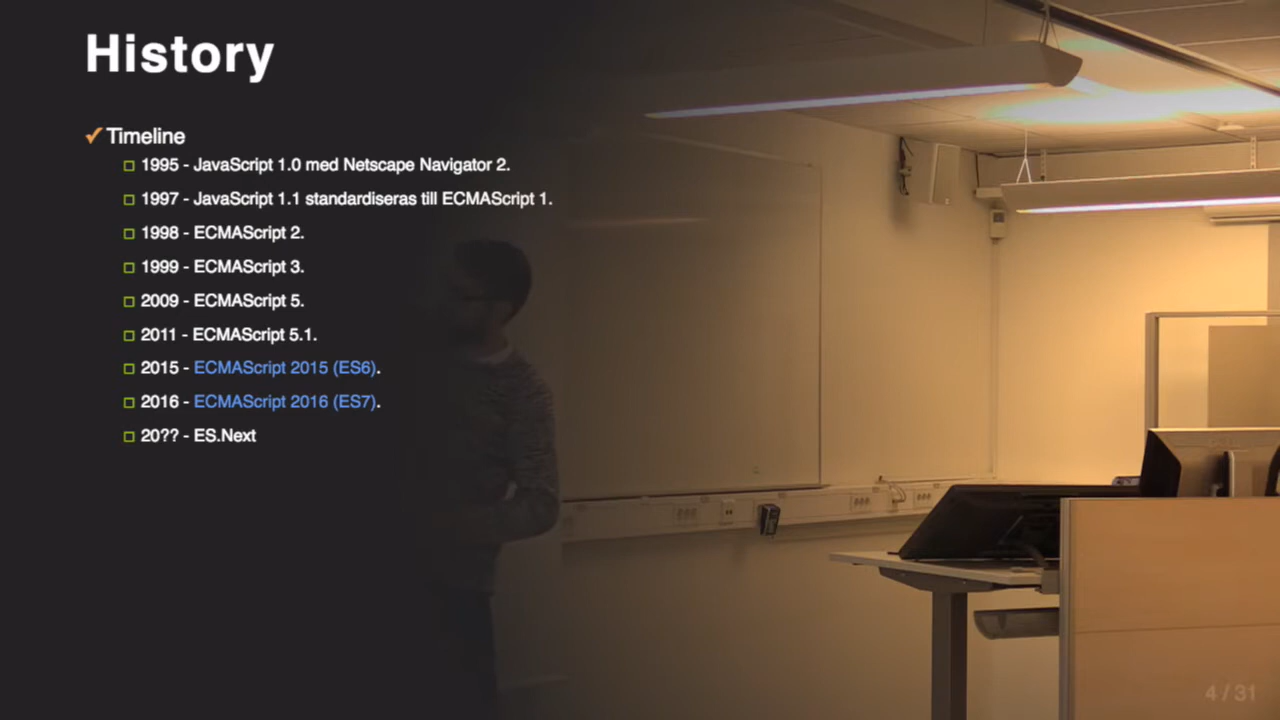 History
✓ Timeline
1995 - JavaScript 1.0 med Netscape Navigator 2.
1997 - JavaScript 1.1 standardiseras till ECMAScript 1.
1998 - ECMAScript 2.
1999 - ECMAScript 3.
2009 - ECMAScript 5.
2011 - ECMAScript 5.1.
2015 - ECMAScript 2015 (ES6).
2016 - ECMAScript 2016 (ES7).
20?? - ES.Next
4 / 31